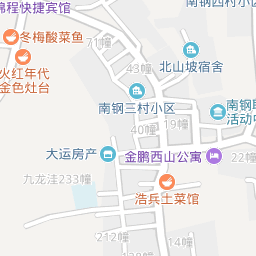 南钢西村小区
锦程快捷宾馆
冬梅酸菜鱼
71幢
北山坡宿舍
43幢
火红年代
金色灶台
南钢三村小区
南钢职
活动中
19幢
40幢
22幢
大运房产
金鹏西山公寓
九龙洼233幢
浩兵土菜馆
219幢
212幢